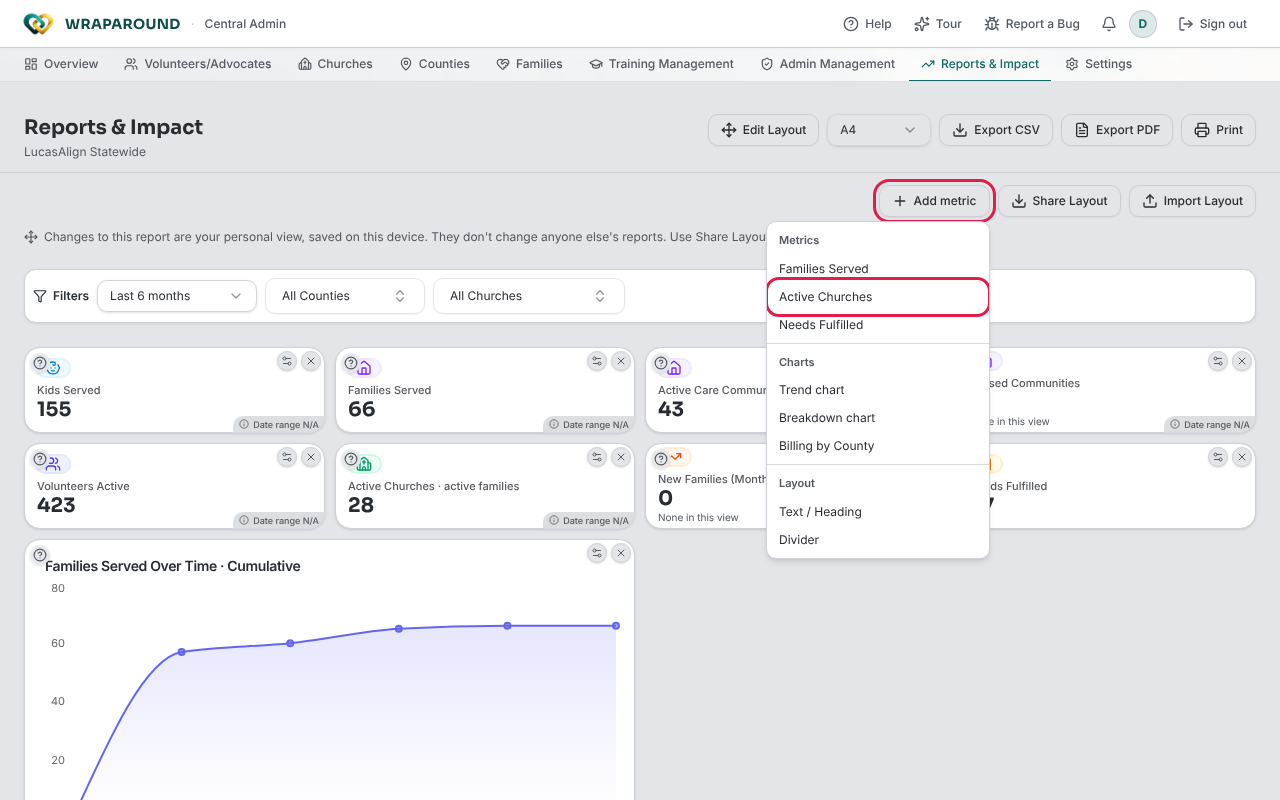 WRAPAROUND · Central Admin
Help Tour Report a Bug D Sign out
Overview Volunteers/Advocates Churches Counties Families Training Management Admin Management Reports & Impact Settings
Reports & Impact
LucasAlign Statewide
Edit Layout A4 Export CSV Export PDF Print
Add metric Share Layout Import Layout
Changes to this report are your personal view, saved on this device. They don't change anyone else's reports. Use Share
Metrics
Families Served
Active Churches
Needs Fulfilled
Charts
Trend chart
Breakdown chart
Billing by County
Layout
Text / Heading
Divider
Filters Last 6 months All Counties All Churches
Kids Served
155
Date range N/A
Families Served
66
Date range N/A
Active Care
43
Communities
in this view
Date range N/A
Volunteers Active
423
Date range N/A
Active Churches · active families
28
Date range N/A
New Families
0
None in this view
Fulfilled
Families Served Over Time · Cumulative
80
60
40
20